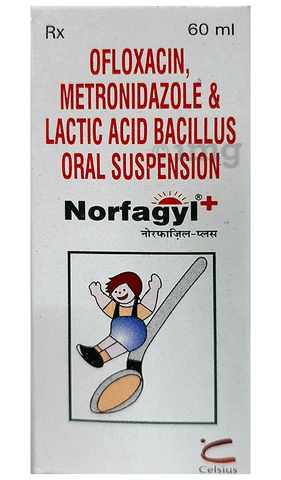 Rx 60 ml
OFLOXACIN,
METRONIDAZOLE &
LACTIC ACID BACILLUS
ORAL SUSPENSION
Norfagyl®+
नोरफाज़िल-प्लस
Celsius